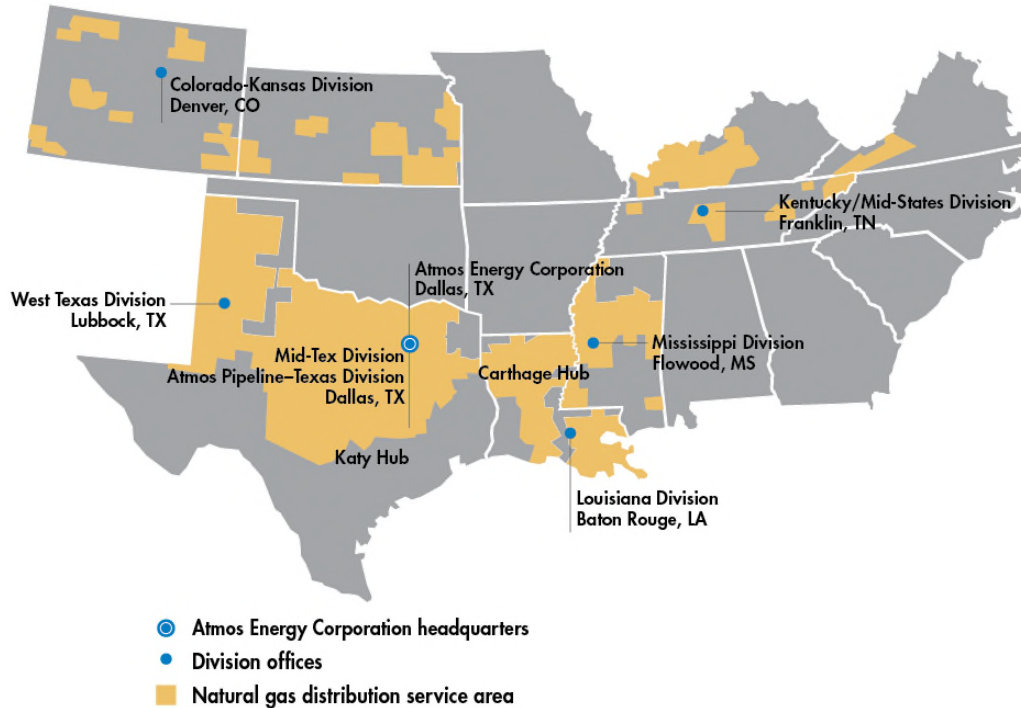 Colorado-Kansas Division
Denver, CO
Kentucky/Mid-States Division
Franklin, TN
Atmos Energy Corporation
Dallas, TX
West Texas Division
Lubbock, TX
Mid-Tex Division
Atmos Pipeline–Texas Division
Dallas, TX
Carthage Hub
Mississippi Division
Flowood, MS
Katy Hub
Louisiana Division
Baton Rouge, LA
Atmos Energy Corporation headquarters
Division offices
Natural gas distribution service area